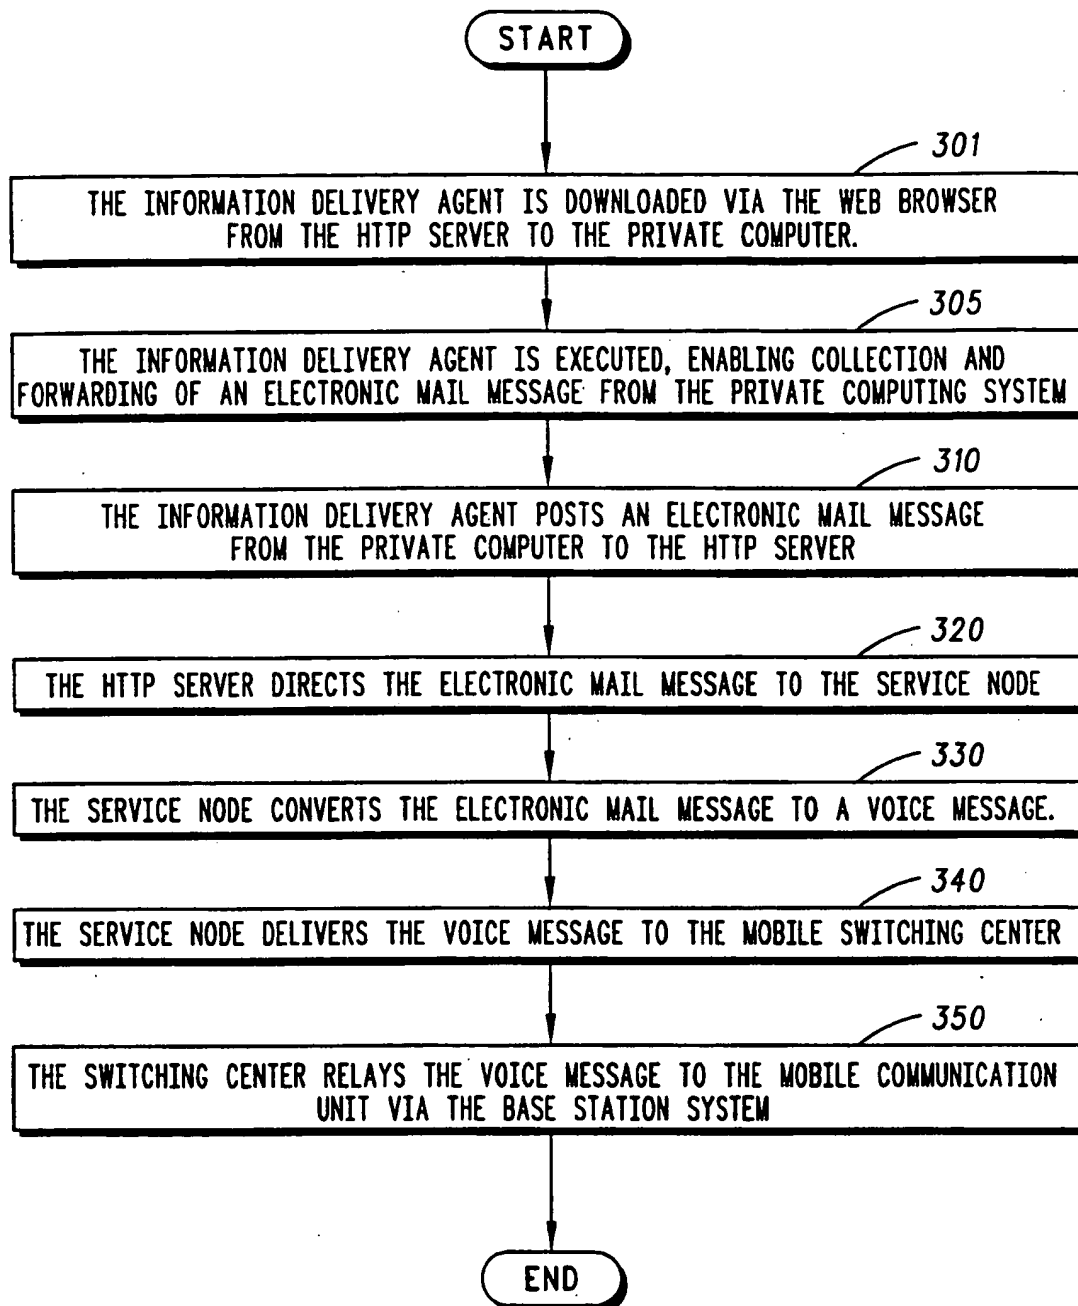 START
301
THE INFORMATION DELIVERY AGENT IS DOWNLOADED VIA THE WEB BROWSER
FROM THE HTTP SERVER TO THE PRIVATE COMPUTER.
305
THE INFORMATION DELIVERY AGENT IS EXECUTED, ENABLING COLLECTION AND
FORWARDING OF AN ELECTRONIC MAIL MESSAGE FROM THE PRIVATE COMPUTING SYSTEM
310
THE INFORMATION DELIVERY AGENT POSTS AN ELECTRONIC MAIL MESSAGE
FROM THE PRIVATE COMPUTER TO THE HTTP SERVER
320
THE HTTP SERVER DIRECTS THE ELECTRONIC MAIL MESSAGE TO THE SERVICE NODE
330
THE SERVICE NODE CONVERTS THE ELECTRONIC MAIL MESSAGE TO A VOICE MESSAGE.
340
THE SERVICE NODE DELIVERS THE VOICE MESSAGE TO THE MOBILE SWITCHING CENTER
350
THE SWITCHING CENTER RELAYS THE VOICE MESSAGE TO THE MOBILE COMMUNICATION
UNIT VIA THE BASE STATION SYSTEM
END